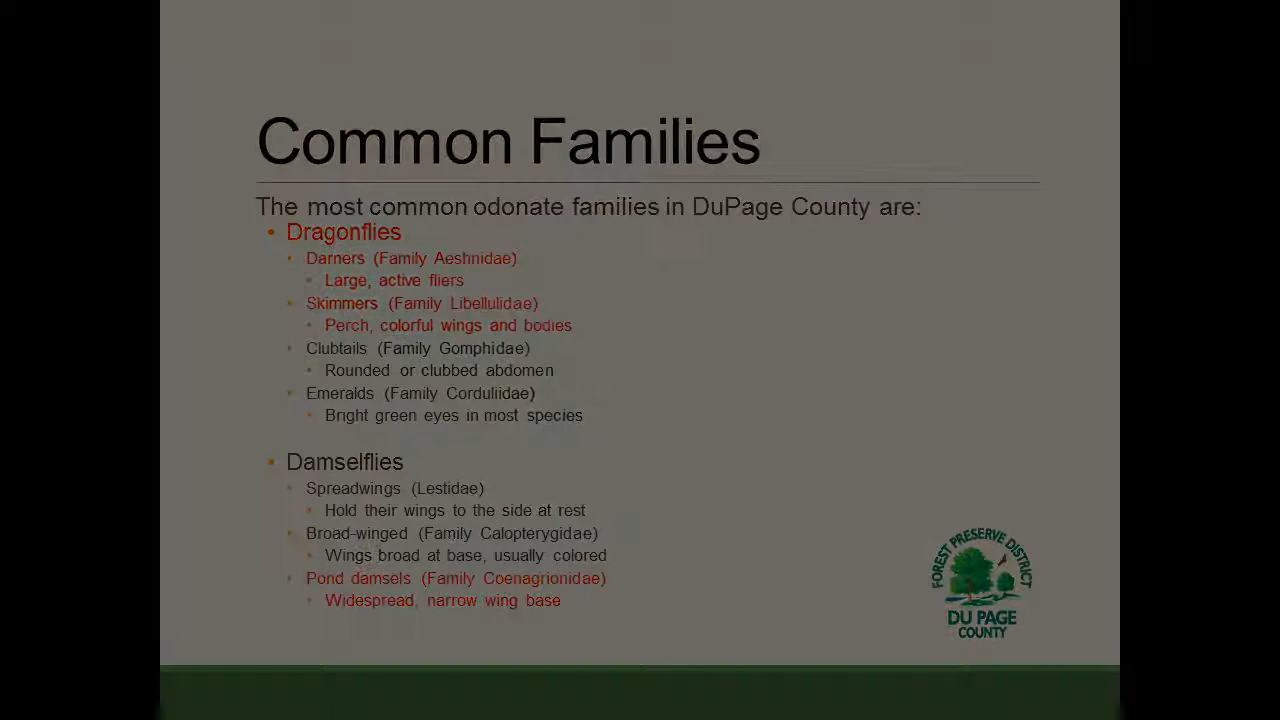 Common Families
The most common odonate families in DuPage County are:
• Dragonflies
• Darners (Family Aeshnidae)
• Large, active fliers
• Skimmers (Family Libellulidae)
• Perch, colorful wings and bodies
• Clubtails (Family Gomphidae)
• Rounded or clubbed abdomen
• Emeralds (Family Corduliidae)
• Bright green eyes in most species
• Damselflies
• Spreadwings (Lestidae)
• Hold their wings to the side at rest
• Broad-winged (Family Calopterygidae)
• Wings broad at base, usually colored
• Pond damsels (Family Coenagrionidae)
• Widespread, narrow wing base
FOREST PRESERVE DISTRICT
DU PAGE
COUNTY